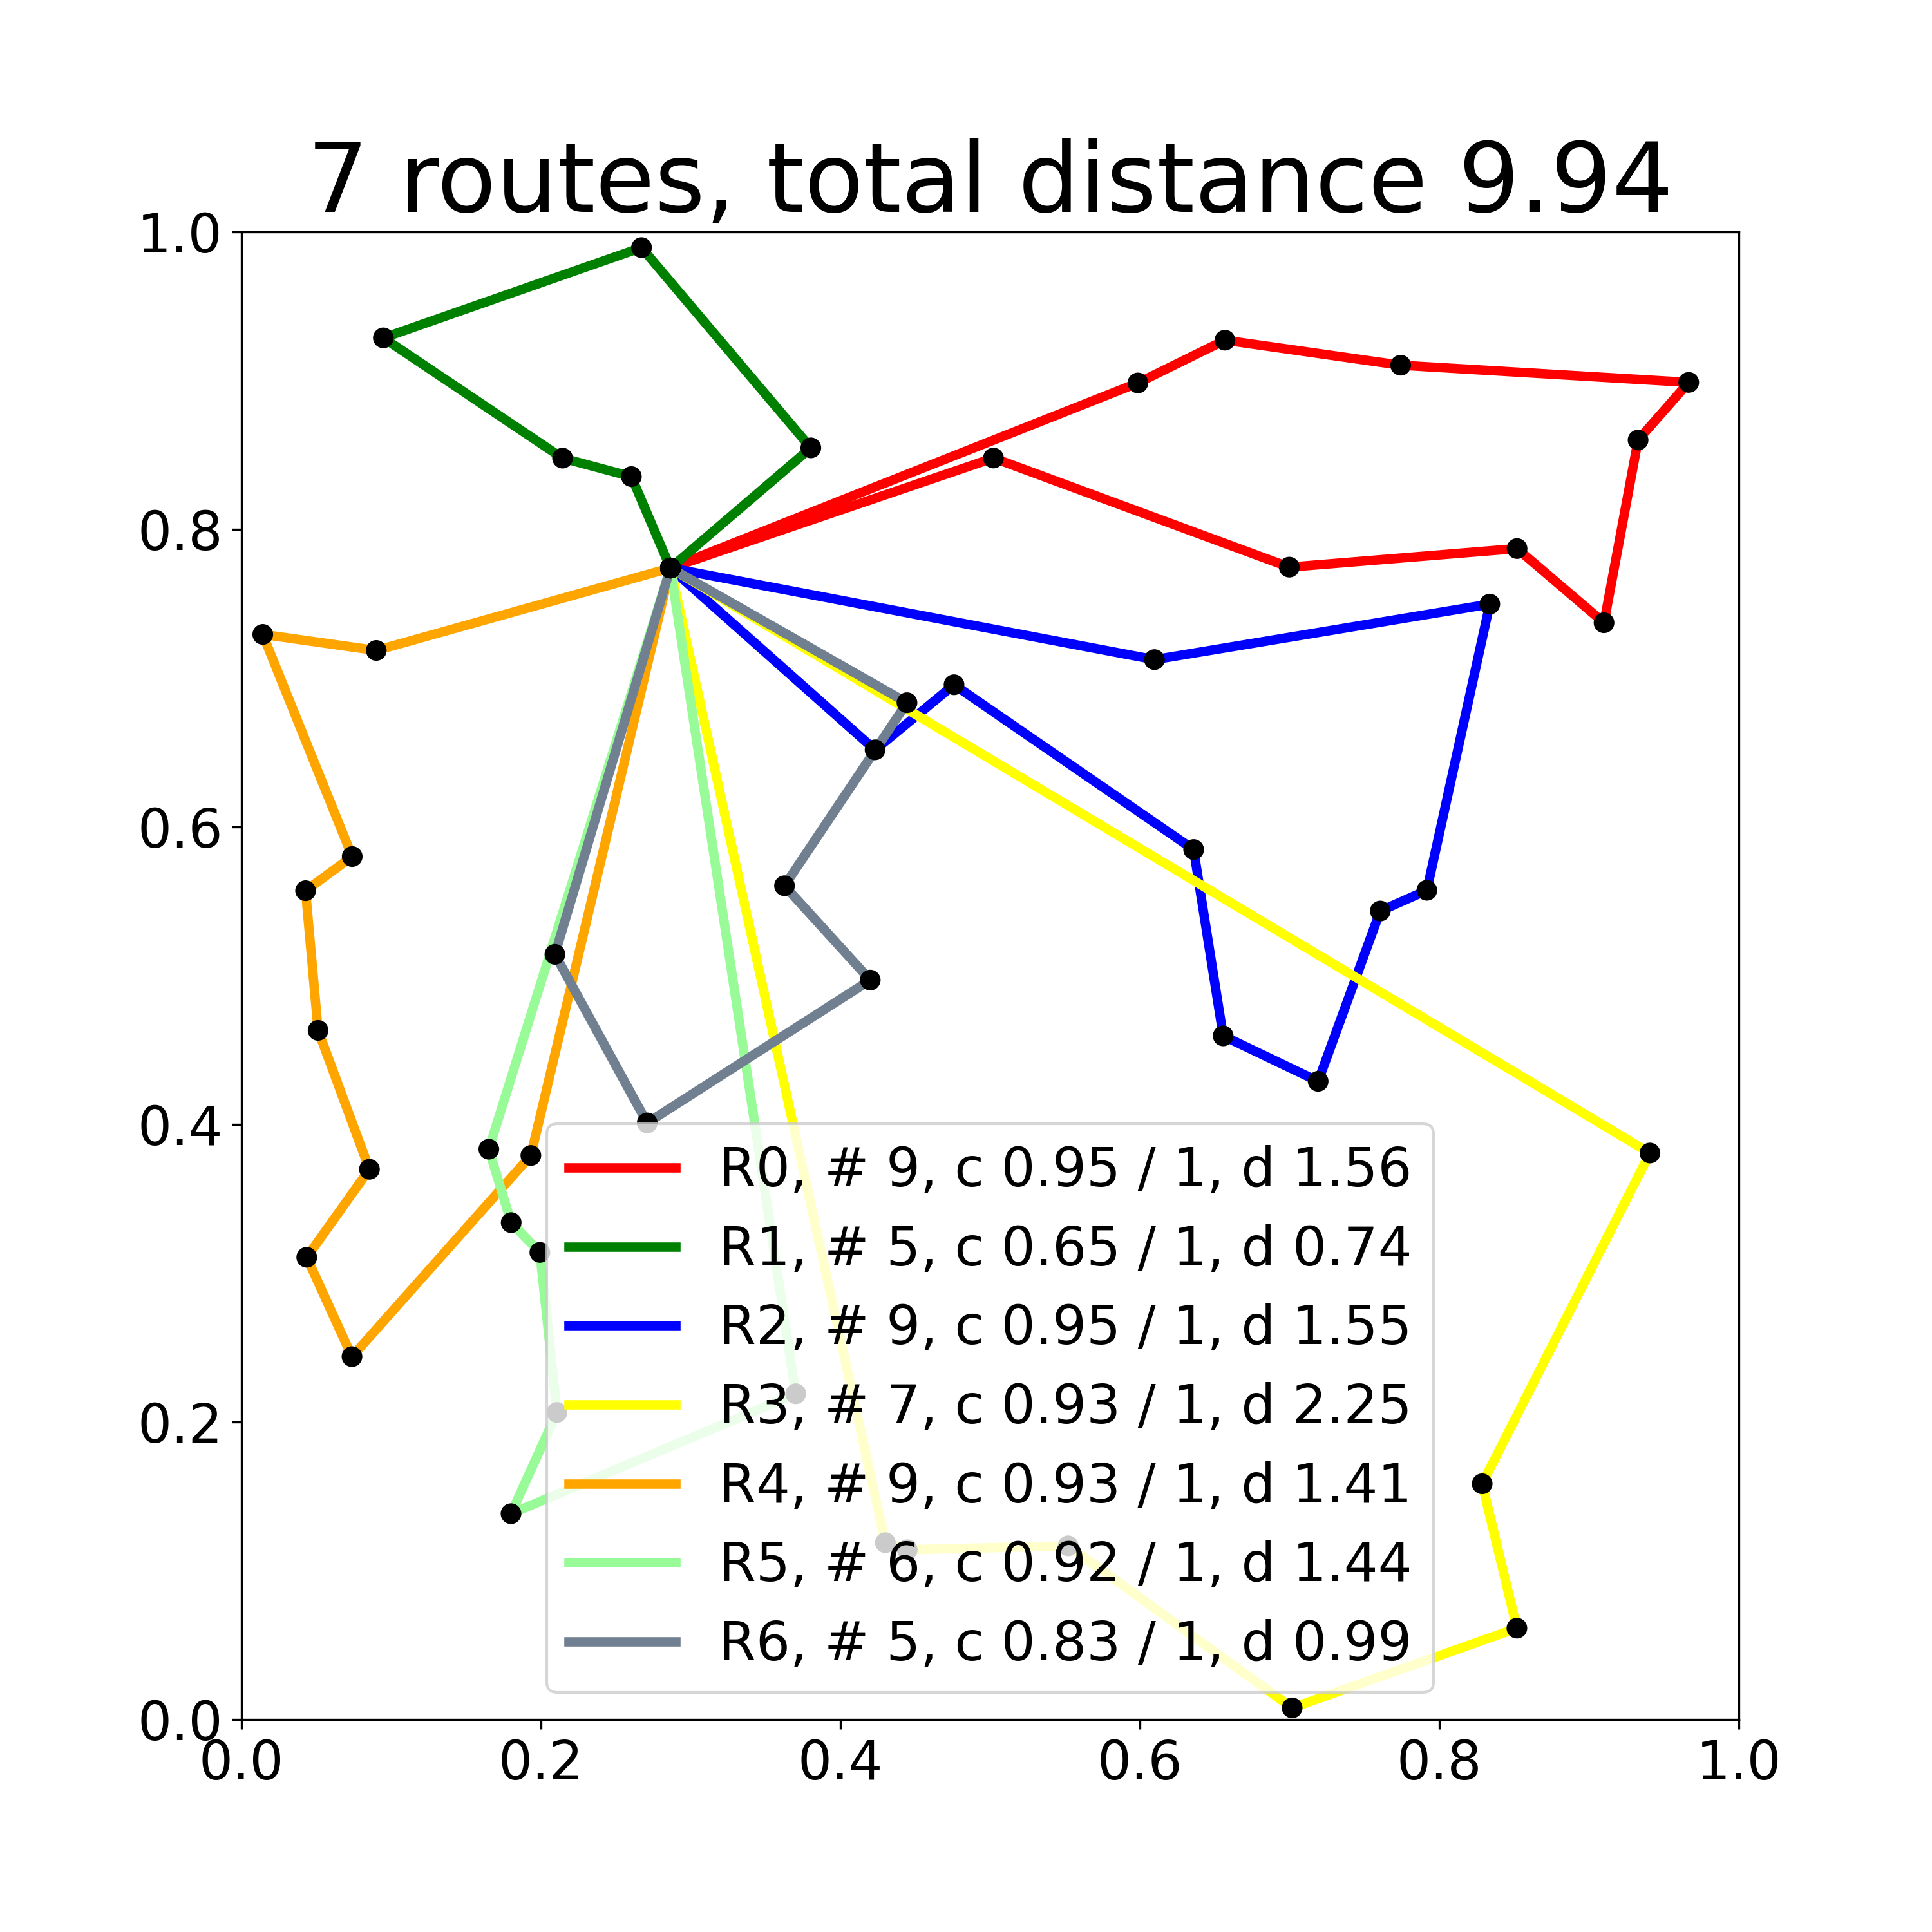 7 routes, total distance 9.94
1.0
0.8
0.6
0.4
0.2
0.0
R0, # 9, c 0.95 / 1, d 1.56
R1, # 5, c 0.65 / 1, d 0.74
R2, # 9, c 0.95 / 1, d 1.55
R3, # 7, c 0.93 / 1, d 2.25
R4, # 9, c 0.93 / 1, d 1.41
R5, # 6, c 0.92 / 1, d 1.44
R6, # 5, c 0.83 / 1, d 0.99
0.0 0.2 0.4 0.6 0.8 1.0